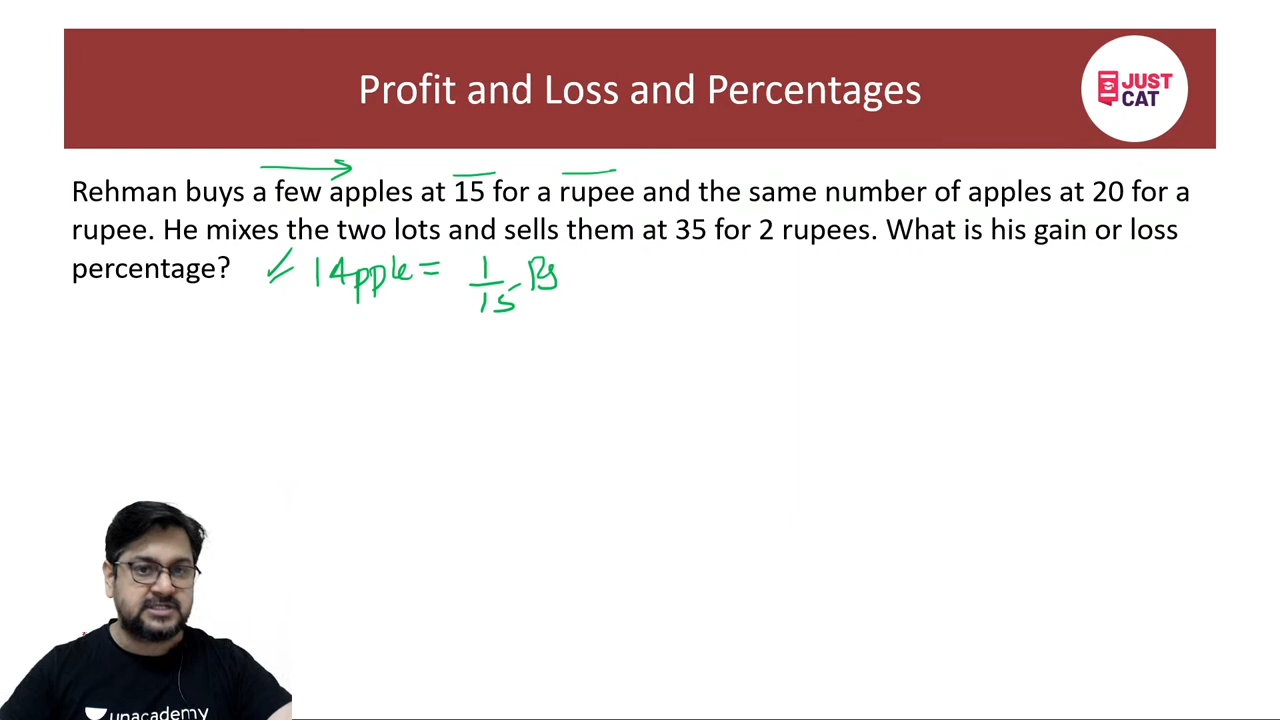 Profit and Loss and Percentages
JUST
CAT
Rehman buys a few apples at 15 for a rupee and the same number of apples at 20 for a
rupee. He mixes the two lots and sells them at 35 for 2 rupees. What is his gain or loss
percentage?
1 Apple = 1/15 Rs
unacademy